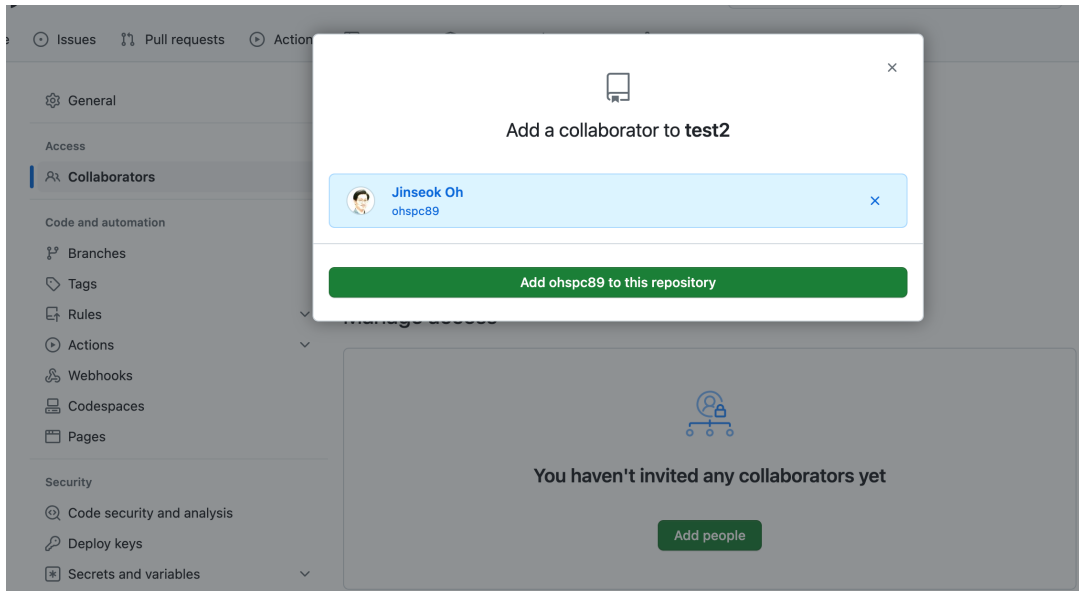 Issues
Pull requests
Action
General
Access
Collaborators
Code and automation
Branches
Tags
Rules
Actions
Webhooks
Codespaces
Pages
Security
Code security and analysis
Deploy keys
Secrets and variables
Add a collaborator to test2
Jinseok Oh
ohspc89
Add ohspc89 to this repository
Manage access
You haven't invited any collaborators yet
Add people